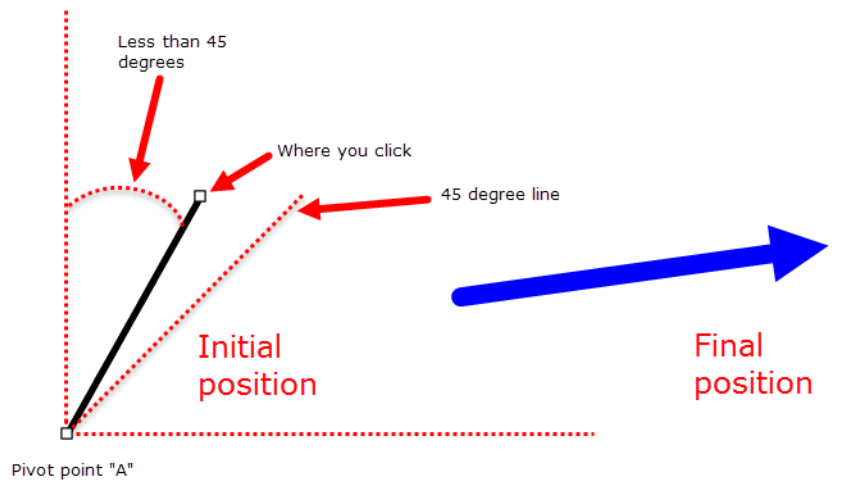 Less than 45
degrees
Where you click
45 degree line
Initial
position
Final
position
Pivot point "A"